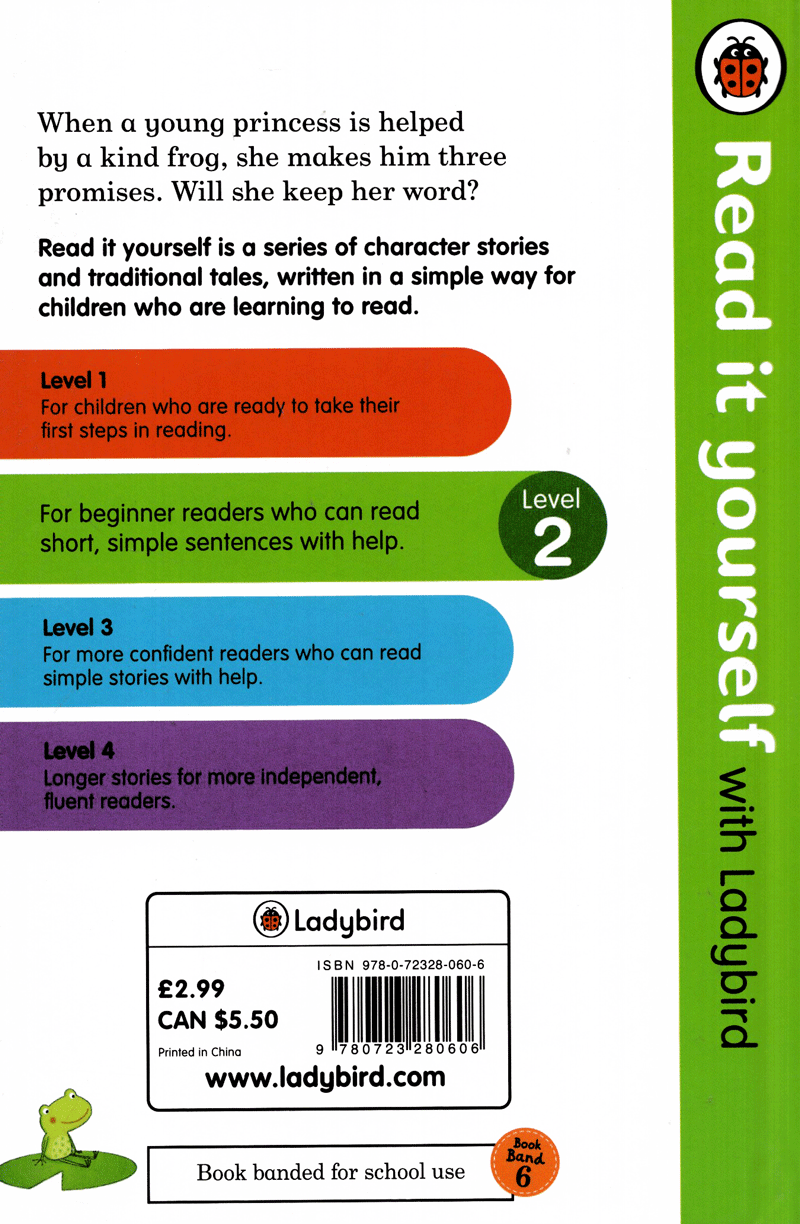 When a young princess is helped
by a kind frog, she makes him three
promises. Will she keep her word?
Read it yourself is a series of character stories
and traditional tales, written in a simple way for
children who are learning to read.
Level 1
For children who are ready to take their
first steps in reading.
For beginner readers who can read
short, simple sentences with help.
Level
2
Level 3
For more confident readers who can read
simple stories with help.
Level 4
Longer stories for more independent,
fluent readers.
Ladybird
ISBN 978-0-72328-060-6
£2.99
CAN $5.50
Printed in China
9 780723 280606
www.ladybird.com
Book banded for school use
Book
Band
6
Read it yourself with Ladybird